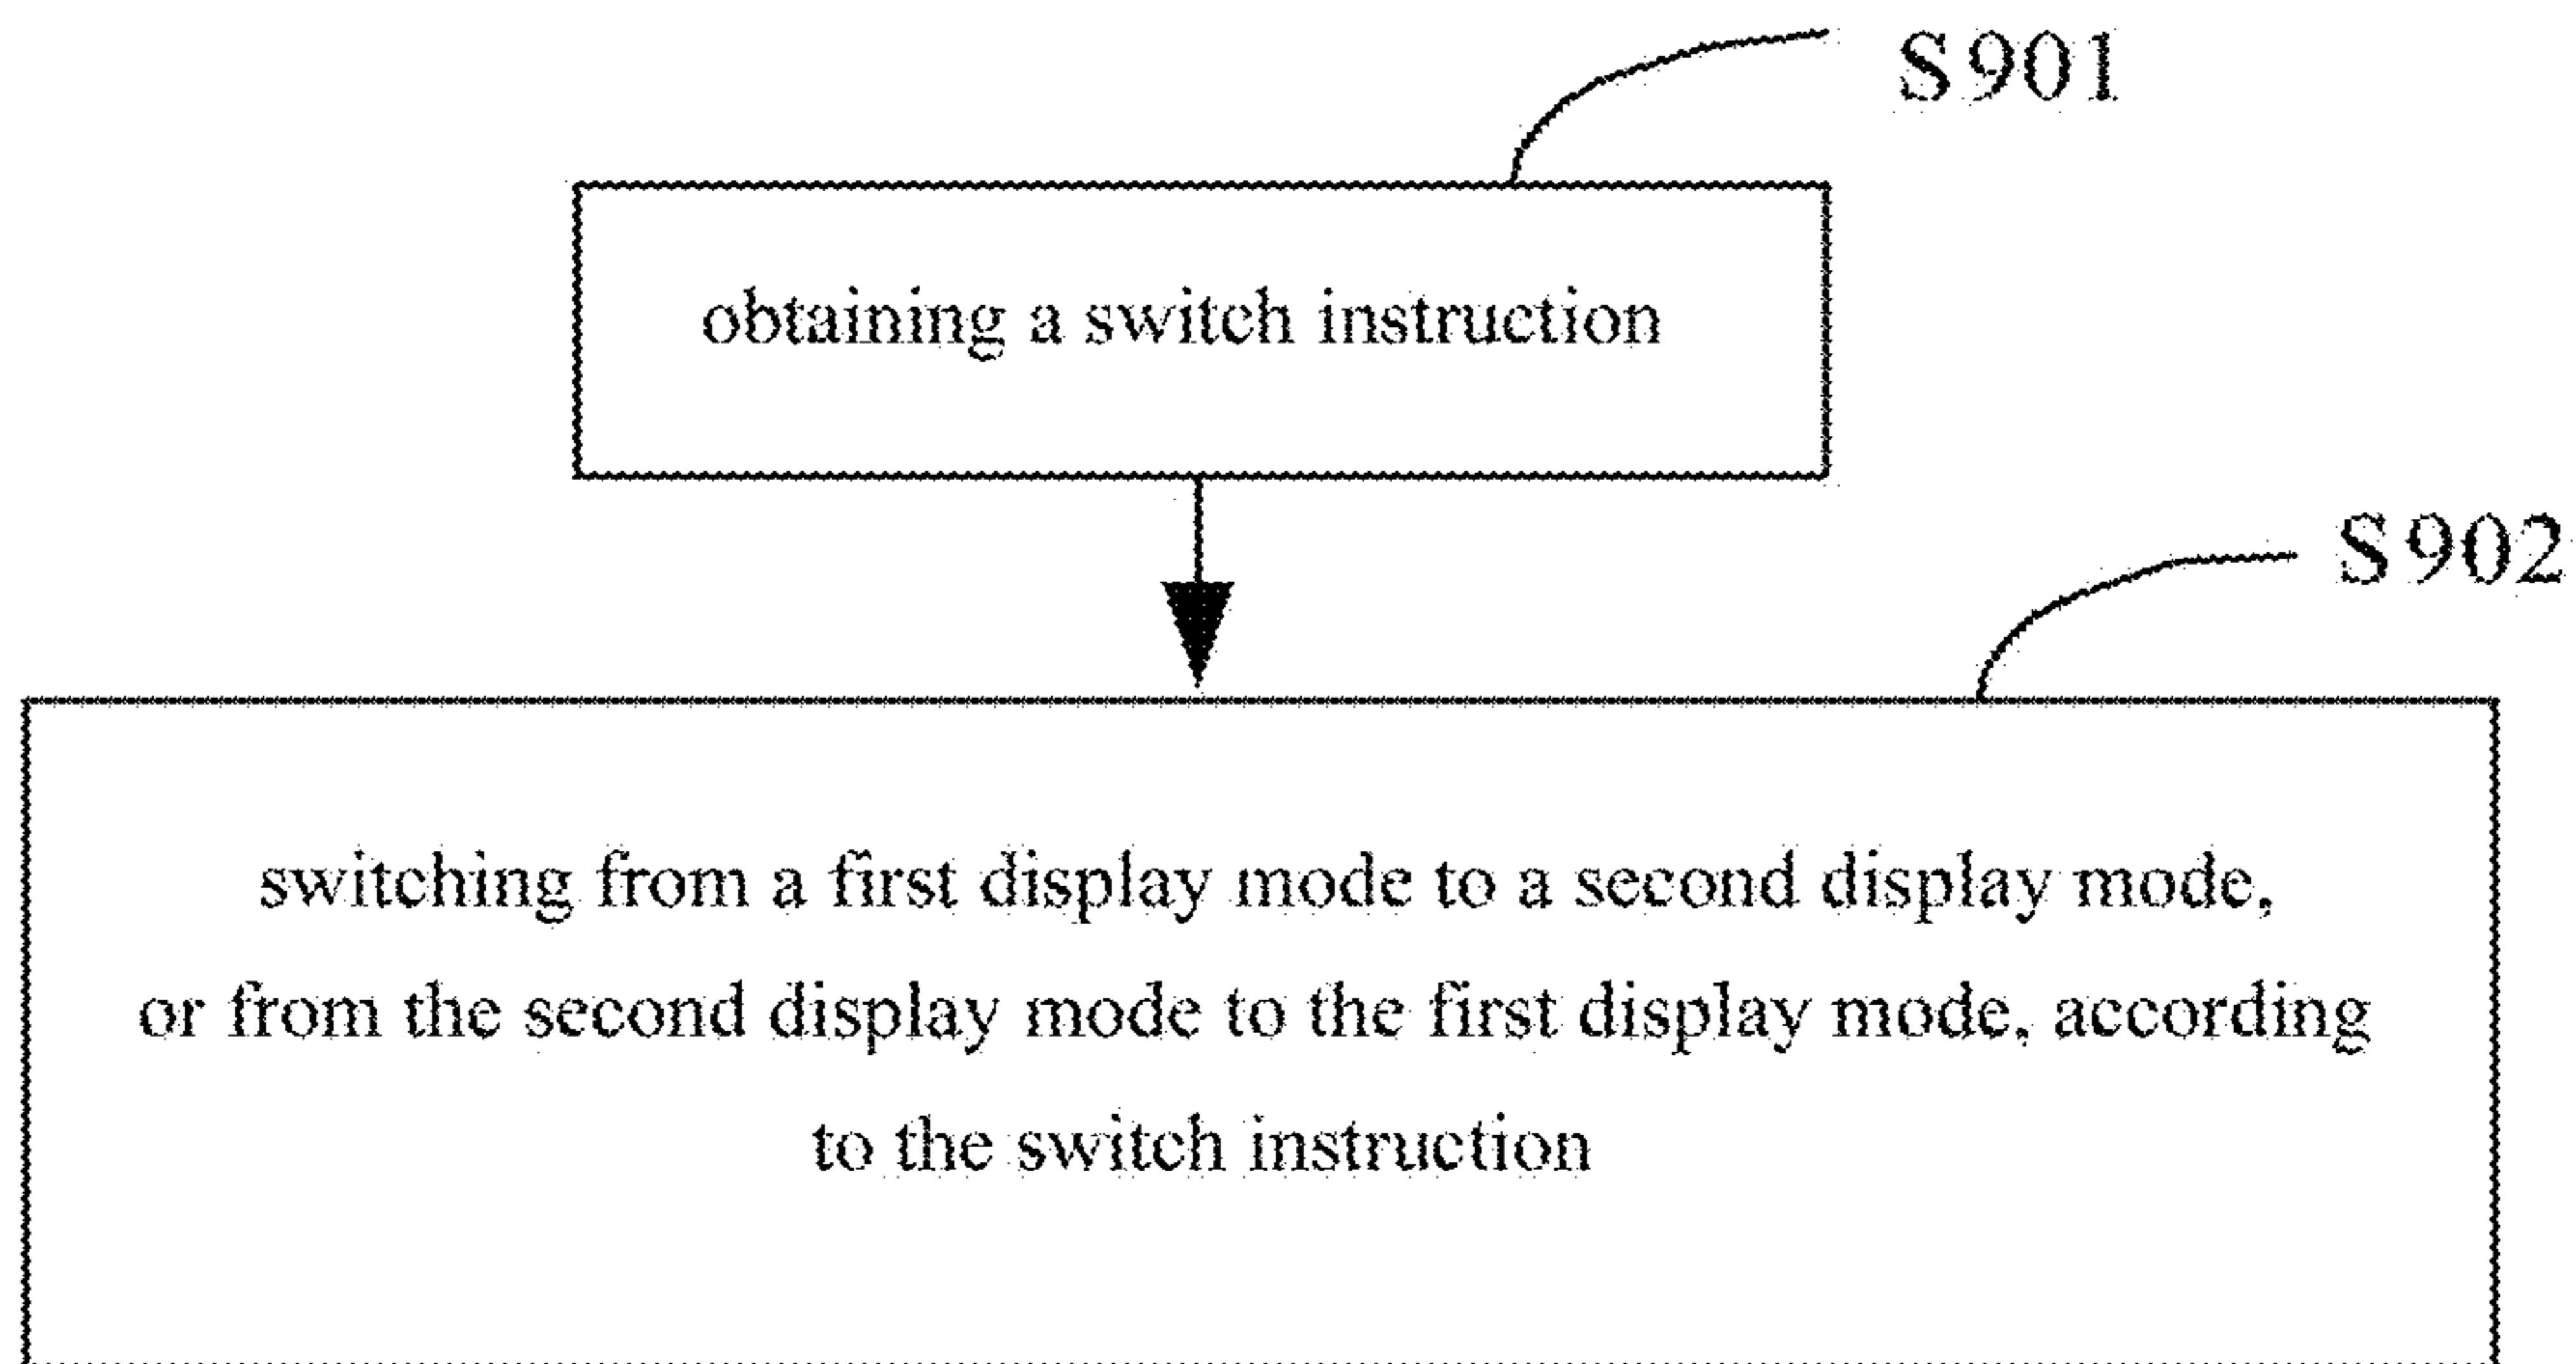 S901
obtaining a switch instruction
S902
switching from a first display mode to a second display mode,
or from the second display mode to the first display mode, according
to the switch instruction